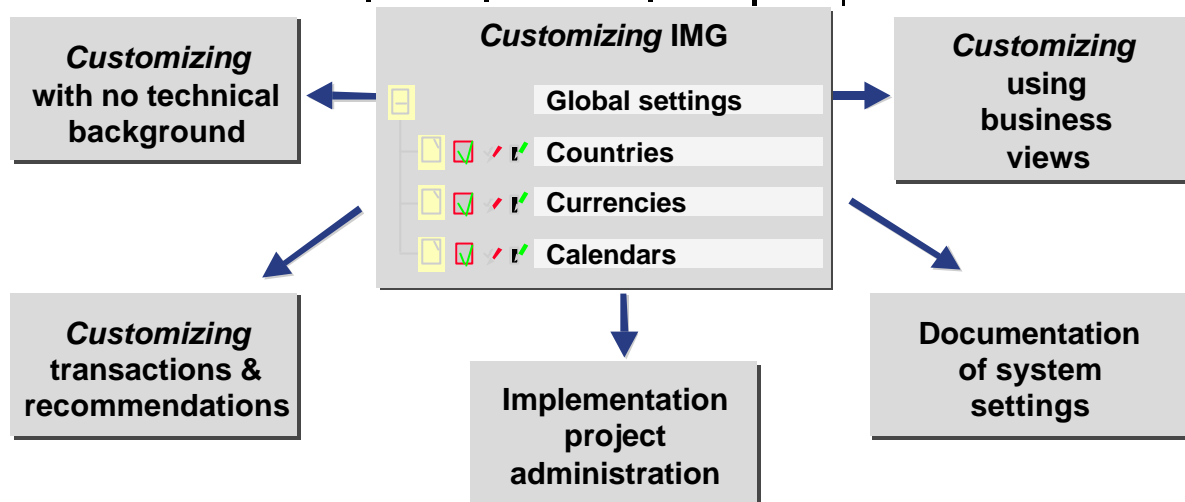 Customizing IMG
Global settings
Countries
Currencies
Calendars
Customizing
with no technical
background
Customizing
using
business
views
Customizing
transactions &
recommendations
Implementation
project
administration
Documentation
of system
settings